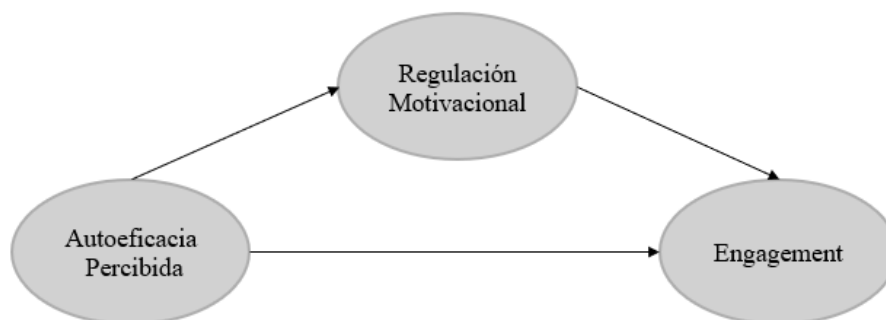 Regulación
Motivacional
Autoeficacia
Percibida
Engagement